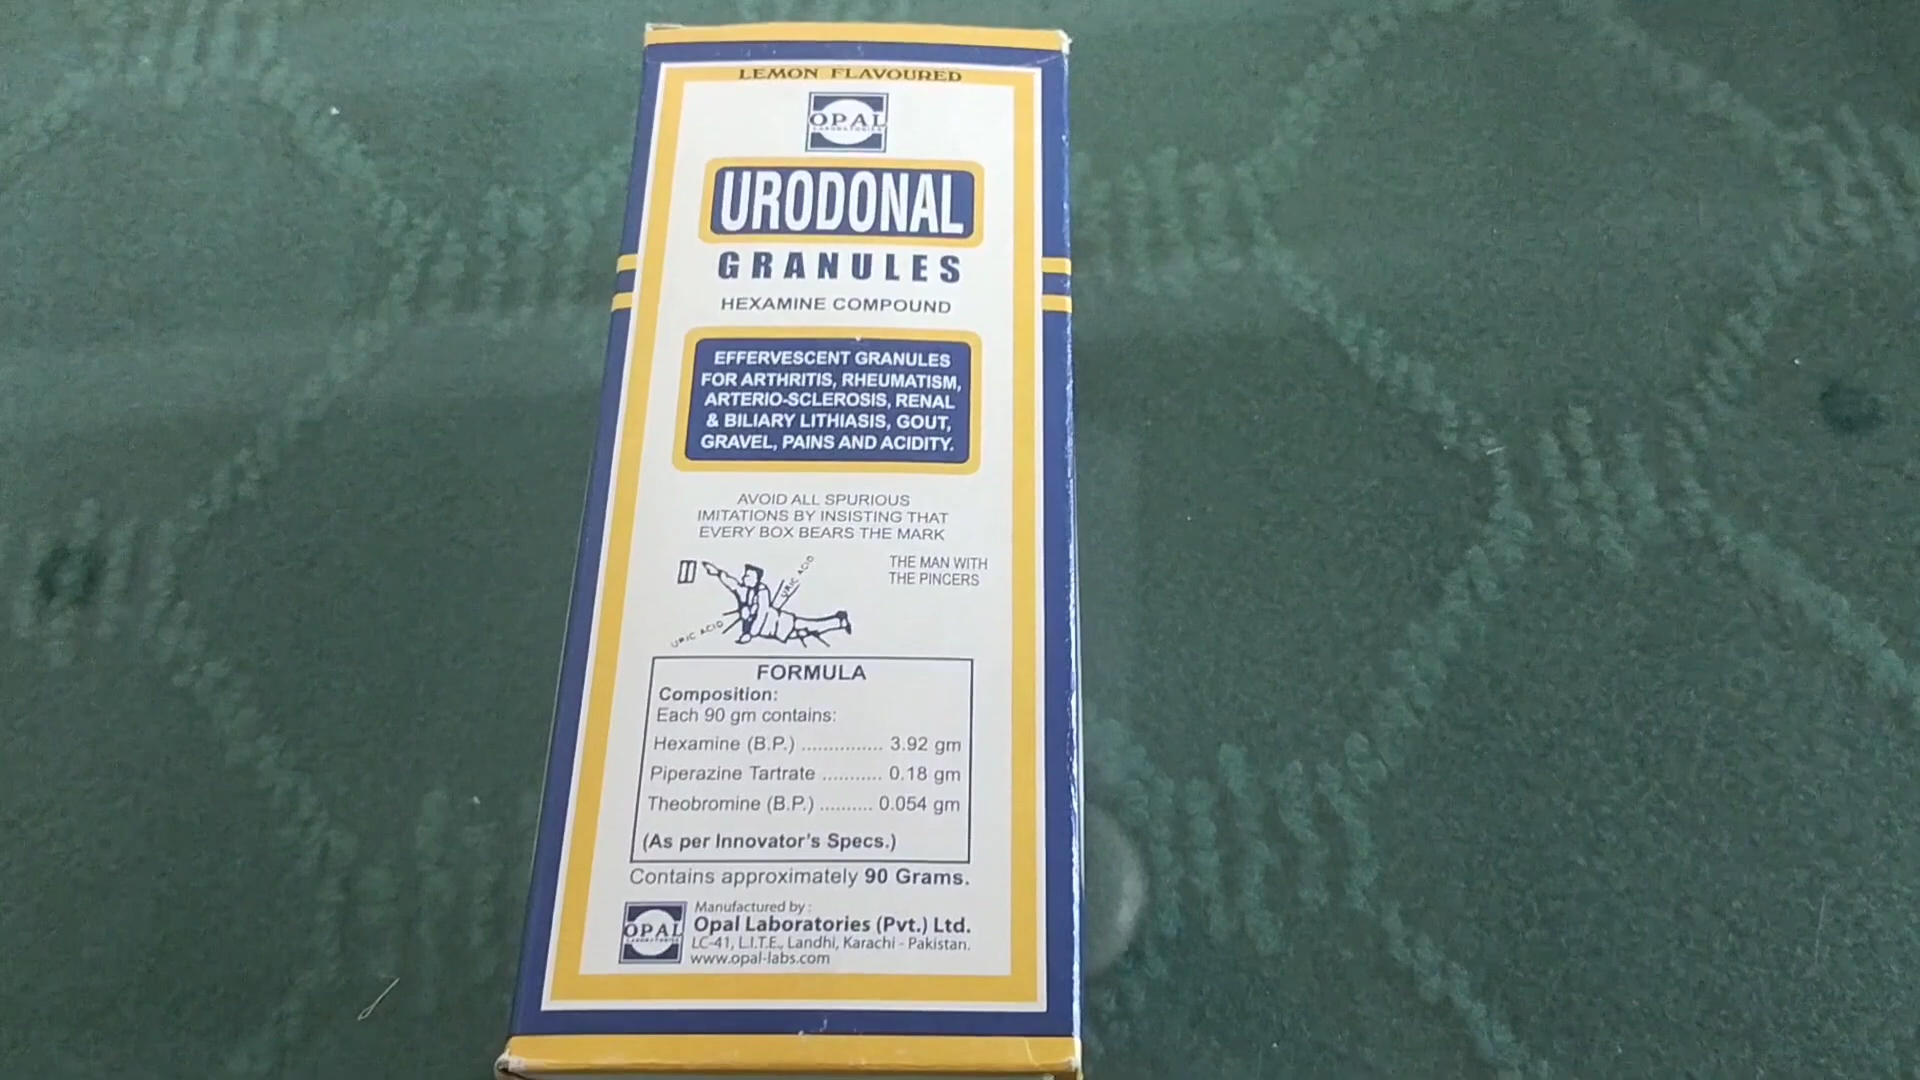 LEMON FLAVOURED
OPAL
LABORATORIES
URODONAL
GRANULES
HEXAMINE COMPOUND
EFFERVESCENT GRANULES
FOR ARTHRITIS, RHEUMATISM,
ARTERIO-SCLEROSIS, RENAL
& BILIARY LITHIASIS, GOUT,
GRAVEL, PAINS AND ACIDITY.
AVOID ALL SPURIOUS
IMITATIONS BY INSISTING THAT
EVERY BOX BEARS THE MARK
THE MAN WITH
THE PINCERS
URIC ACID
URIC ACID
FORMULA
Composition:
Each 90 gm contains:
Hexamine (B.P.) ............... 3.92 gm
Piperazine Tartrate ........... 0.18 gm
Theobromine (B.P.) .......... 0.054 gm
(As per Innovator's Specs.)
Contains approximately 90 Grams.
OPAL
LABORATORIES
Manufactured by :
Opal Laboratories (Pvt.) Ltd.
LC-41, L.I.T.E., Landhi, Karachi - Pakistan.
www.opal-labs.com